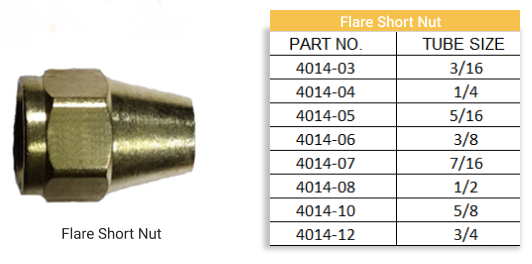 Flare Short Nut
PART NO. TUBE SIZE
4014-03 3/16
4014-04 1/4
4014-05 5/16
4014-06 3/8
4014-07 7/16
4014-08 1/2
4014-10 5/8
4014-12 3/4
Flare Short Nut